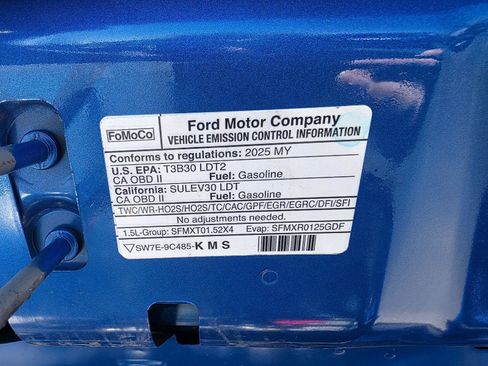 FoMoCo
Ford Motor Company
VEHICLE EMISSION CONTROL INFORMATION
Conforms to regulations: 2025 MY
U.S. EPA: T3B30 LDT2
CA OBD II Fuel: Gasoline
California: SULEV30 LDT
CA OBD II Fuel: Gasoline
TWC/WR-HO2S/HO2S/TC/CAC/GPF/EGR/EGRC/DFI/SFI
No adjustments needed.
1.5L-Group: SFMXT01.52X4 Evap: SFMXR0125GDF
SW7E-9C485-KMS